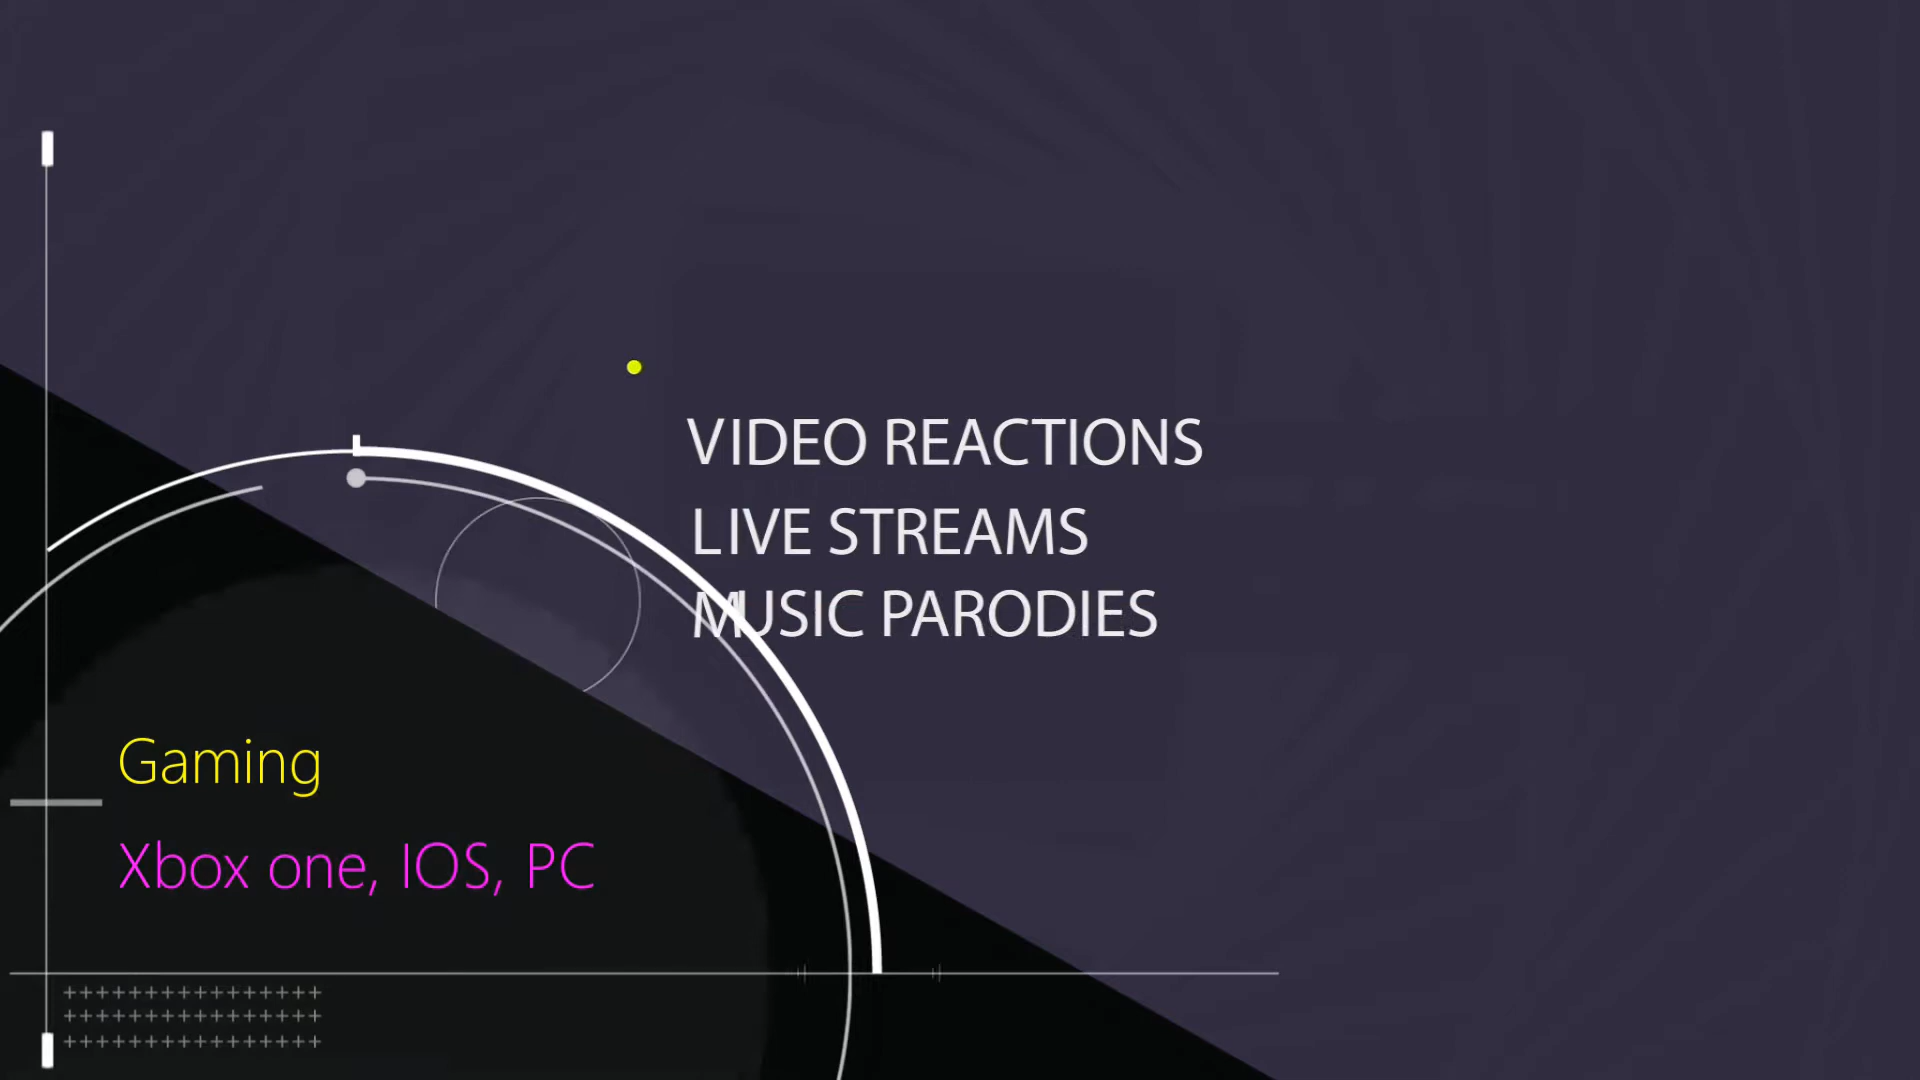 VIDEO REACTIONS
LIVE STREAMS
MUSIC PARODIES
Gaming
Xbox one, IOS, PC